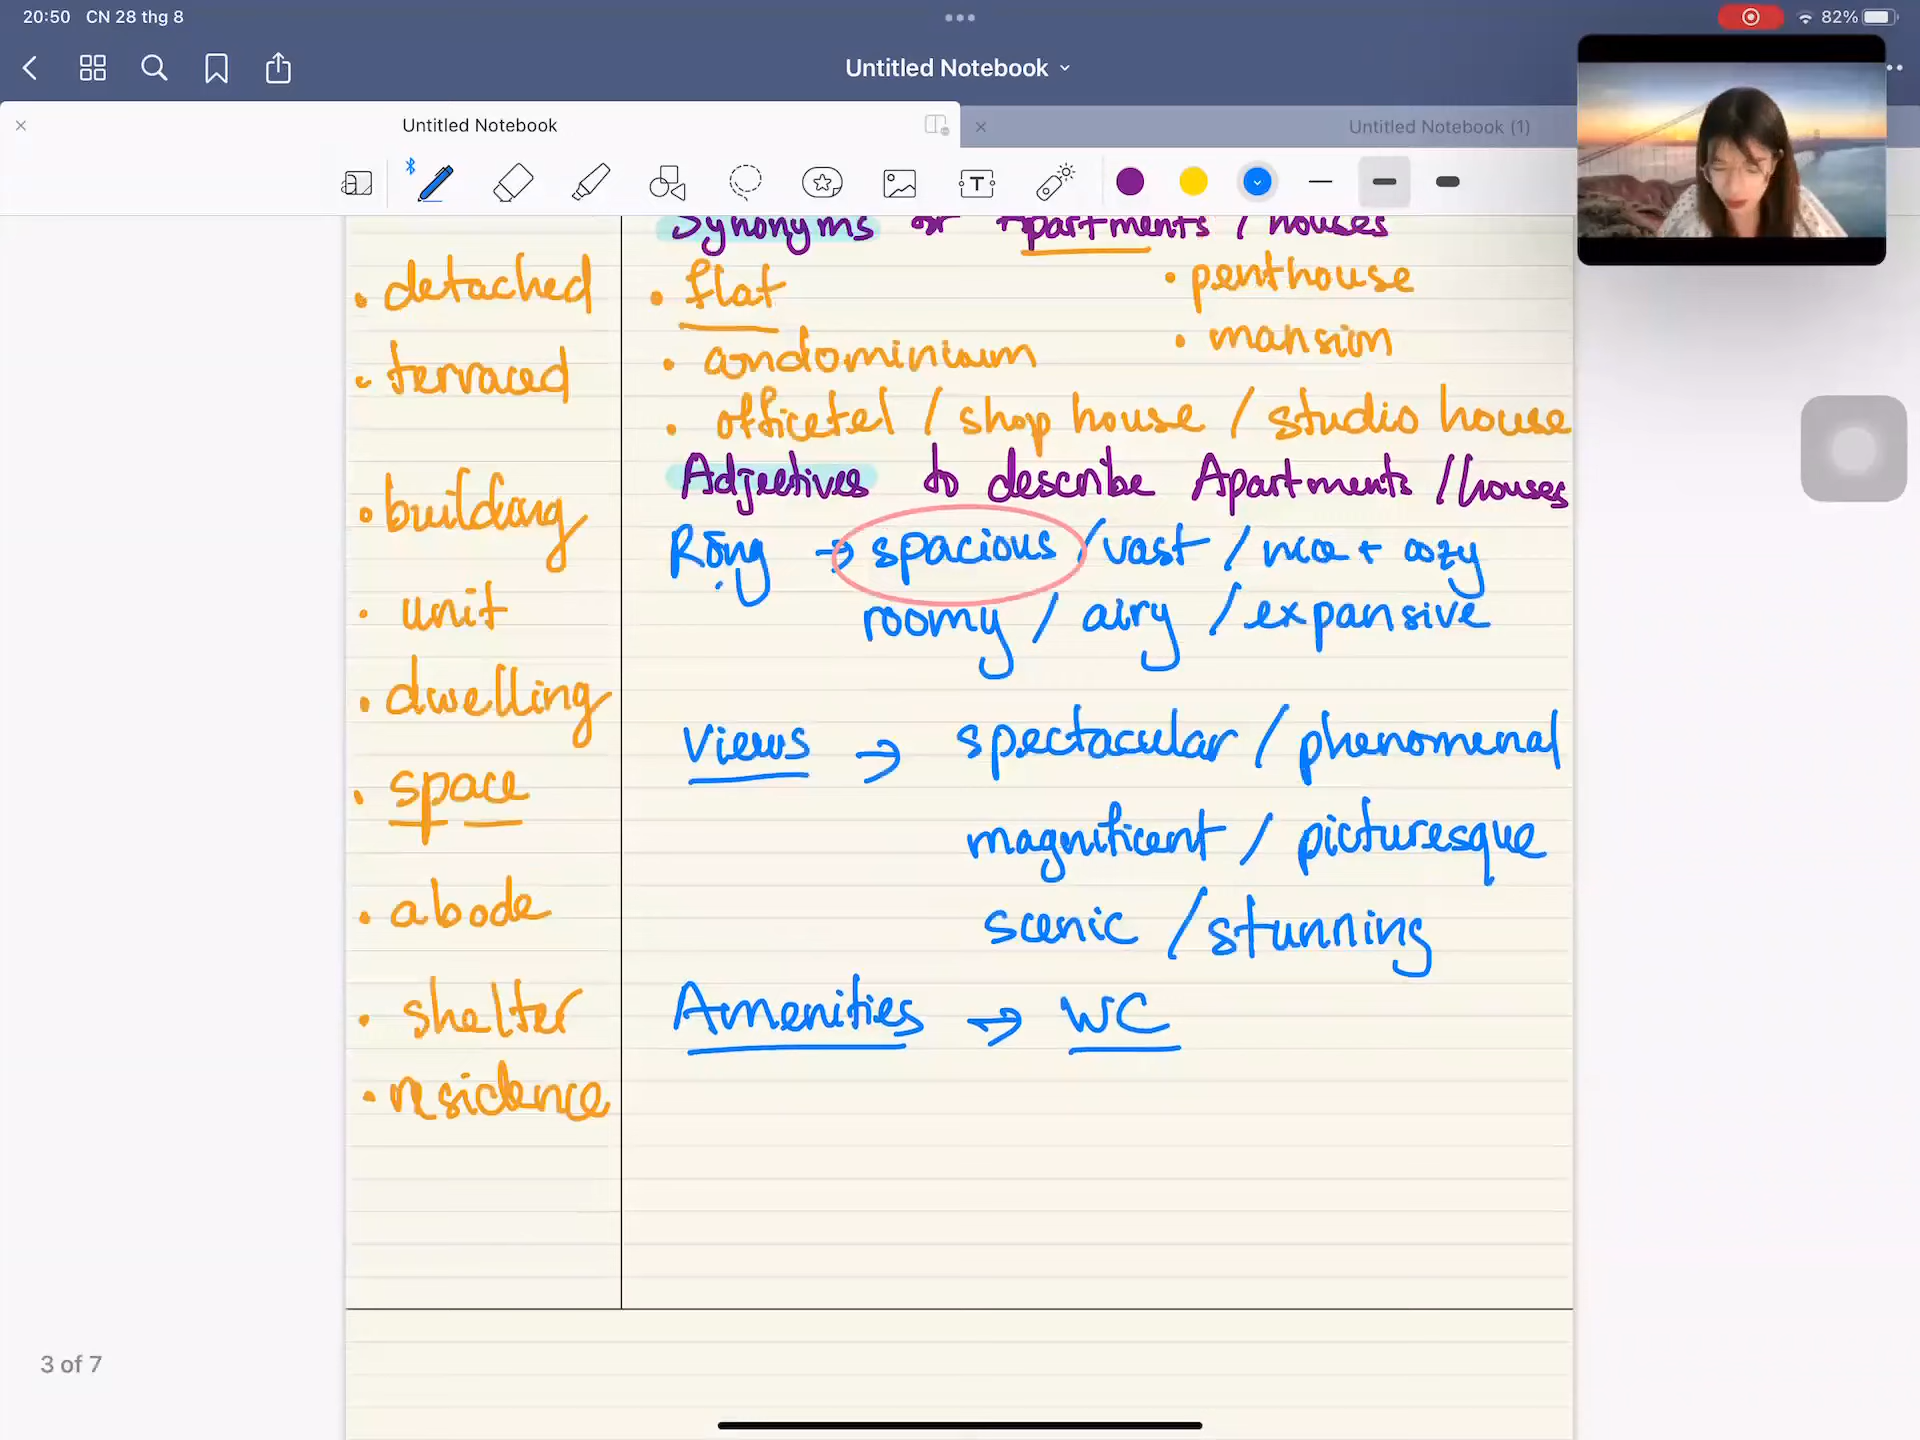 20:50 CN 28 thg 8
82%
Untitled Notebook
Untitled Notebook
Untitled Notebook (1)
Synonyms of Apartments / houses
• detached
• flat
• penthouse
• mansion
• terraced
• condominium
• officetel / shop house / studio house
Adjectives to describe Apartments / houses
• building
Rộng → spacious / vast / nice + cozy
• unit
roomy / airy / expansive
• dwelling
Views → spectacular / phenomenal
• space
magnificent / picturesque
• abode
scenic / stunning
• shelter
Amenities → WC
• residence
3 of 7